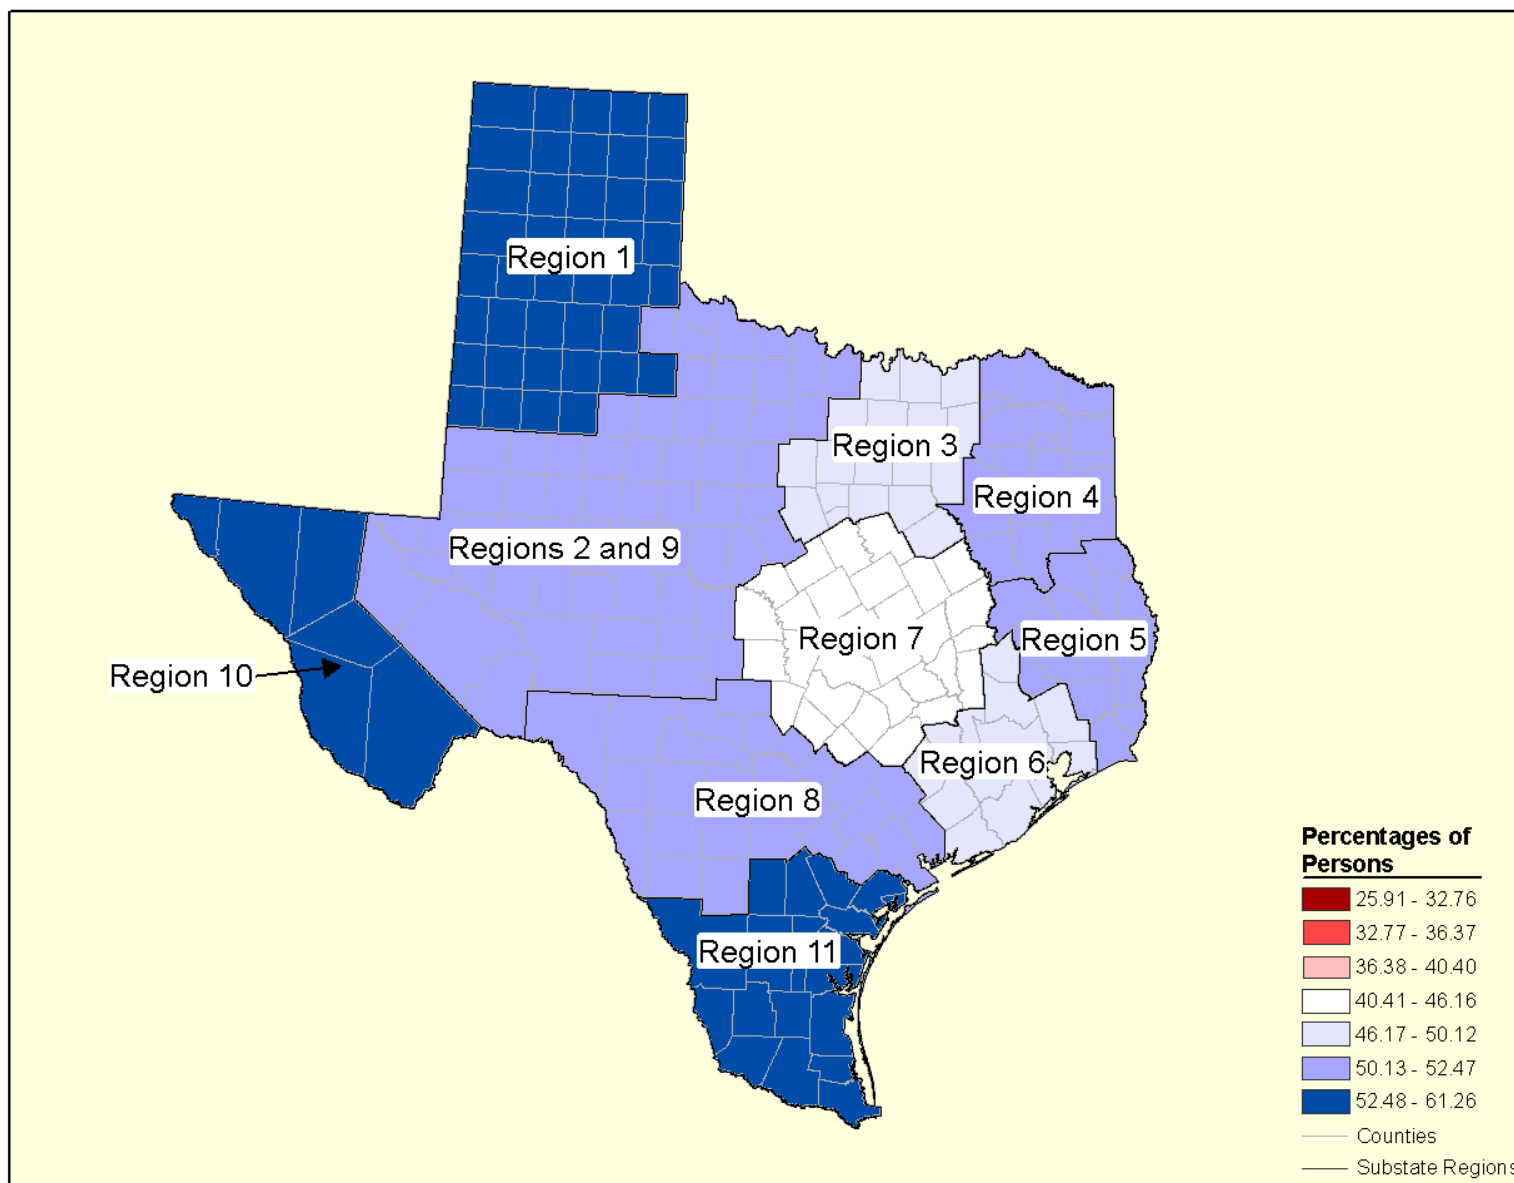 Region 1
Region 3
Region 4
Regions 2 and 9
Region 7
Region 5
Region 10
Region 6
Region 8
Region 11
Percentages of
Persons
25.91 - 32.76
32.77 - 36.37
36.38 - 40.40
40.41 - 46.16
46.17 - 50.12
50.13 - 52.47
52.48 - 61.26
Counties
Substate Regions